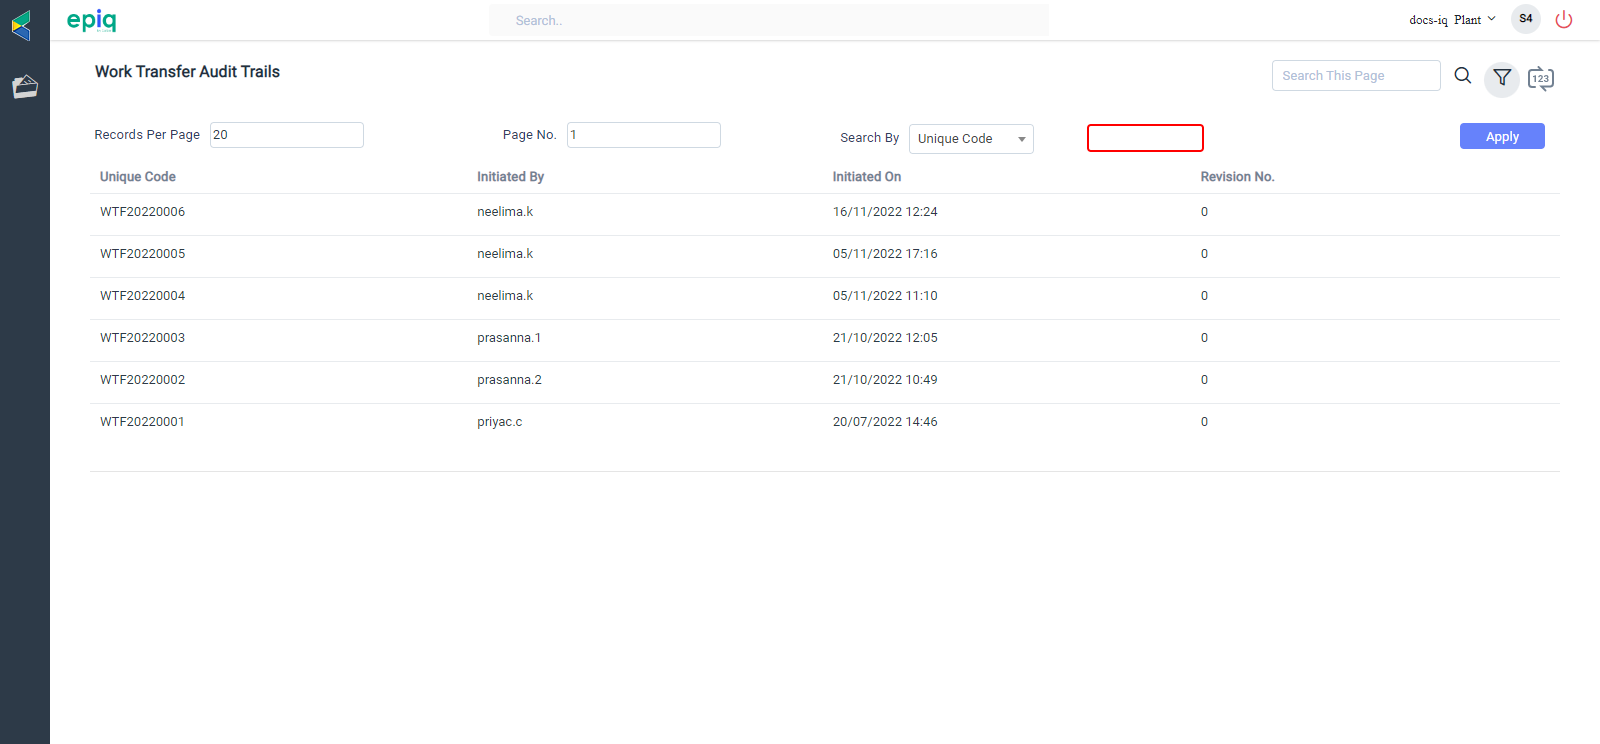 epiq
Search..
docs-iq Plant
S4
Work Transfer Audit Trails
Search This Page
123
Records Per Page 20
Page No. 1
Search By Unique Code
Apply
Unique Code Initiated By Initiated On Revision No.
WTF20220006 neelima.k 16/11/2022 12:24 0
WTF20220005 neelima.k 05/11/2022 17:16 0
WTF20220004 neelima.k 05/11/2022 11:10 0
WTF20220003 prasanna.1 21/10/2022 12:05 0
WTF20220002 prasanna.2 21/10/2022 10:49 0
WTF20220001 priyac.c 20/07/2022 14:46 0